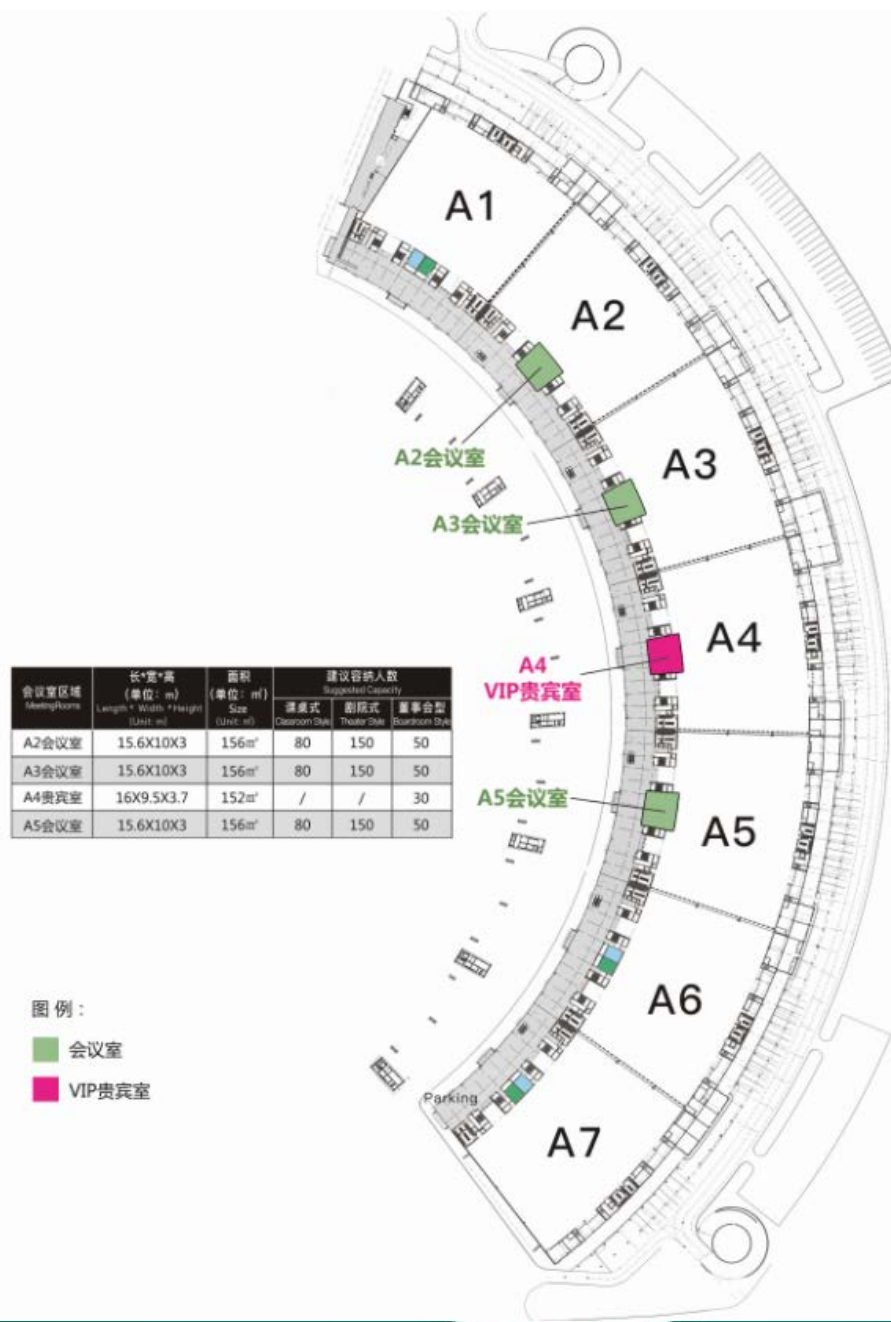 A1
A2
A2会议室
A3
A3会议室
A4
A4
VIP贵宾室
会议室区域
MeetingRooms
长*宽*高
(单位：m)
Length * Width *Height
(Unit: m)
面积
(单位：㎡)
Size
(Unit: ㎡)
建议容纳人数
Suggested Capacity
课桌式
Classroom Style
剧院式
Theater Style
董事会型
Boardroom Style
A2会议室 15.6X10X3 156㎡ 80 150 50
A3会议室 15.6X10X3 156㎡ 80 150 50
A4贵宾室 16X9.5X3.7 152㎡ / / 30
A5会议室 15.6X10X3 156㎡ 80 150 50
A5会议室
A5
A6
图 例：
会议室
VIP贵宾室
Parking
A7